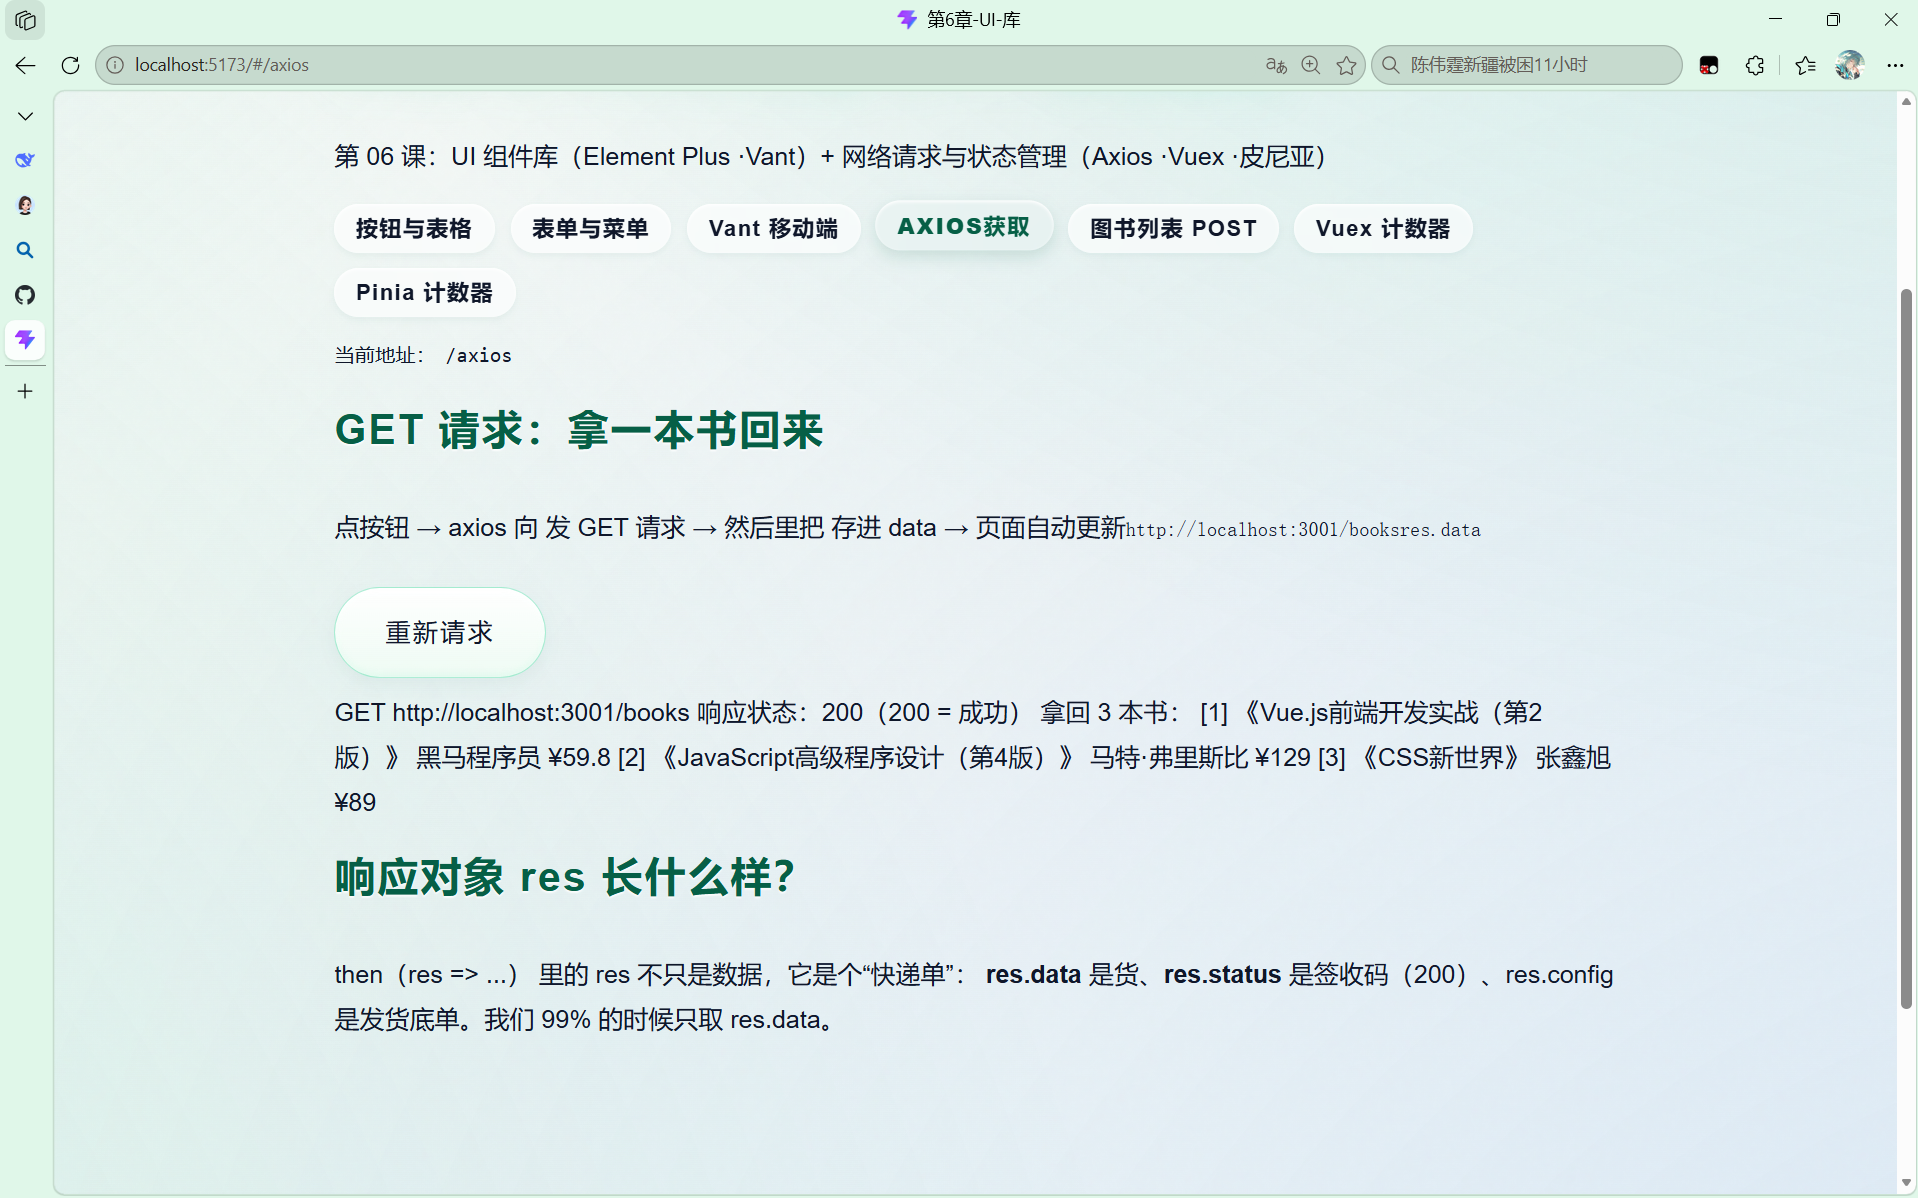 第6章-UI-库
localhost:5173/#/axios
陈伟霆新疆被困11小时
第 06 课：UI 组件库（Element Plus ·Vant）+ 网络请求与状态管理（Axios ·Vuex ·皮尼亚）
按钮与表格 表单与菜单 Vant 移动端 AXIOS获取 图书列表 POST Vuex 计数器
Pinia 计数器
当前地址： /axios
GET 请求：拿一本书回来
点按钮 → axios 向 发 GET 请求 → 然后里把 存进 data → 页面自动更新http://localhost:3001/booksres.data
重新请求
GET http://localhost:3001/books 响应状态：200（200 = 成功） 拿回 3 本书： [1] 《Vue.js前端开发实战（第2
版）》 黑马程序员 ¥59.8 [2] 《JavaScript高级程序设计（第4版）》 马特·弗里斯比 ¥129 [3] 《CSS新世界》 张鑫旭
¥89
响应对象 res 长什么样？
then（res => ...） 里的 res 不只是数据，它是个“快递单”： res.data 是货、res.status 是签收码（200）、res.config
是发货底单。我们 99% 的时候只取 res.data。